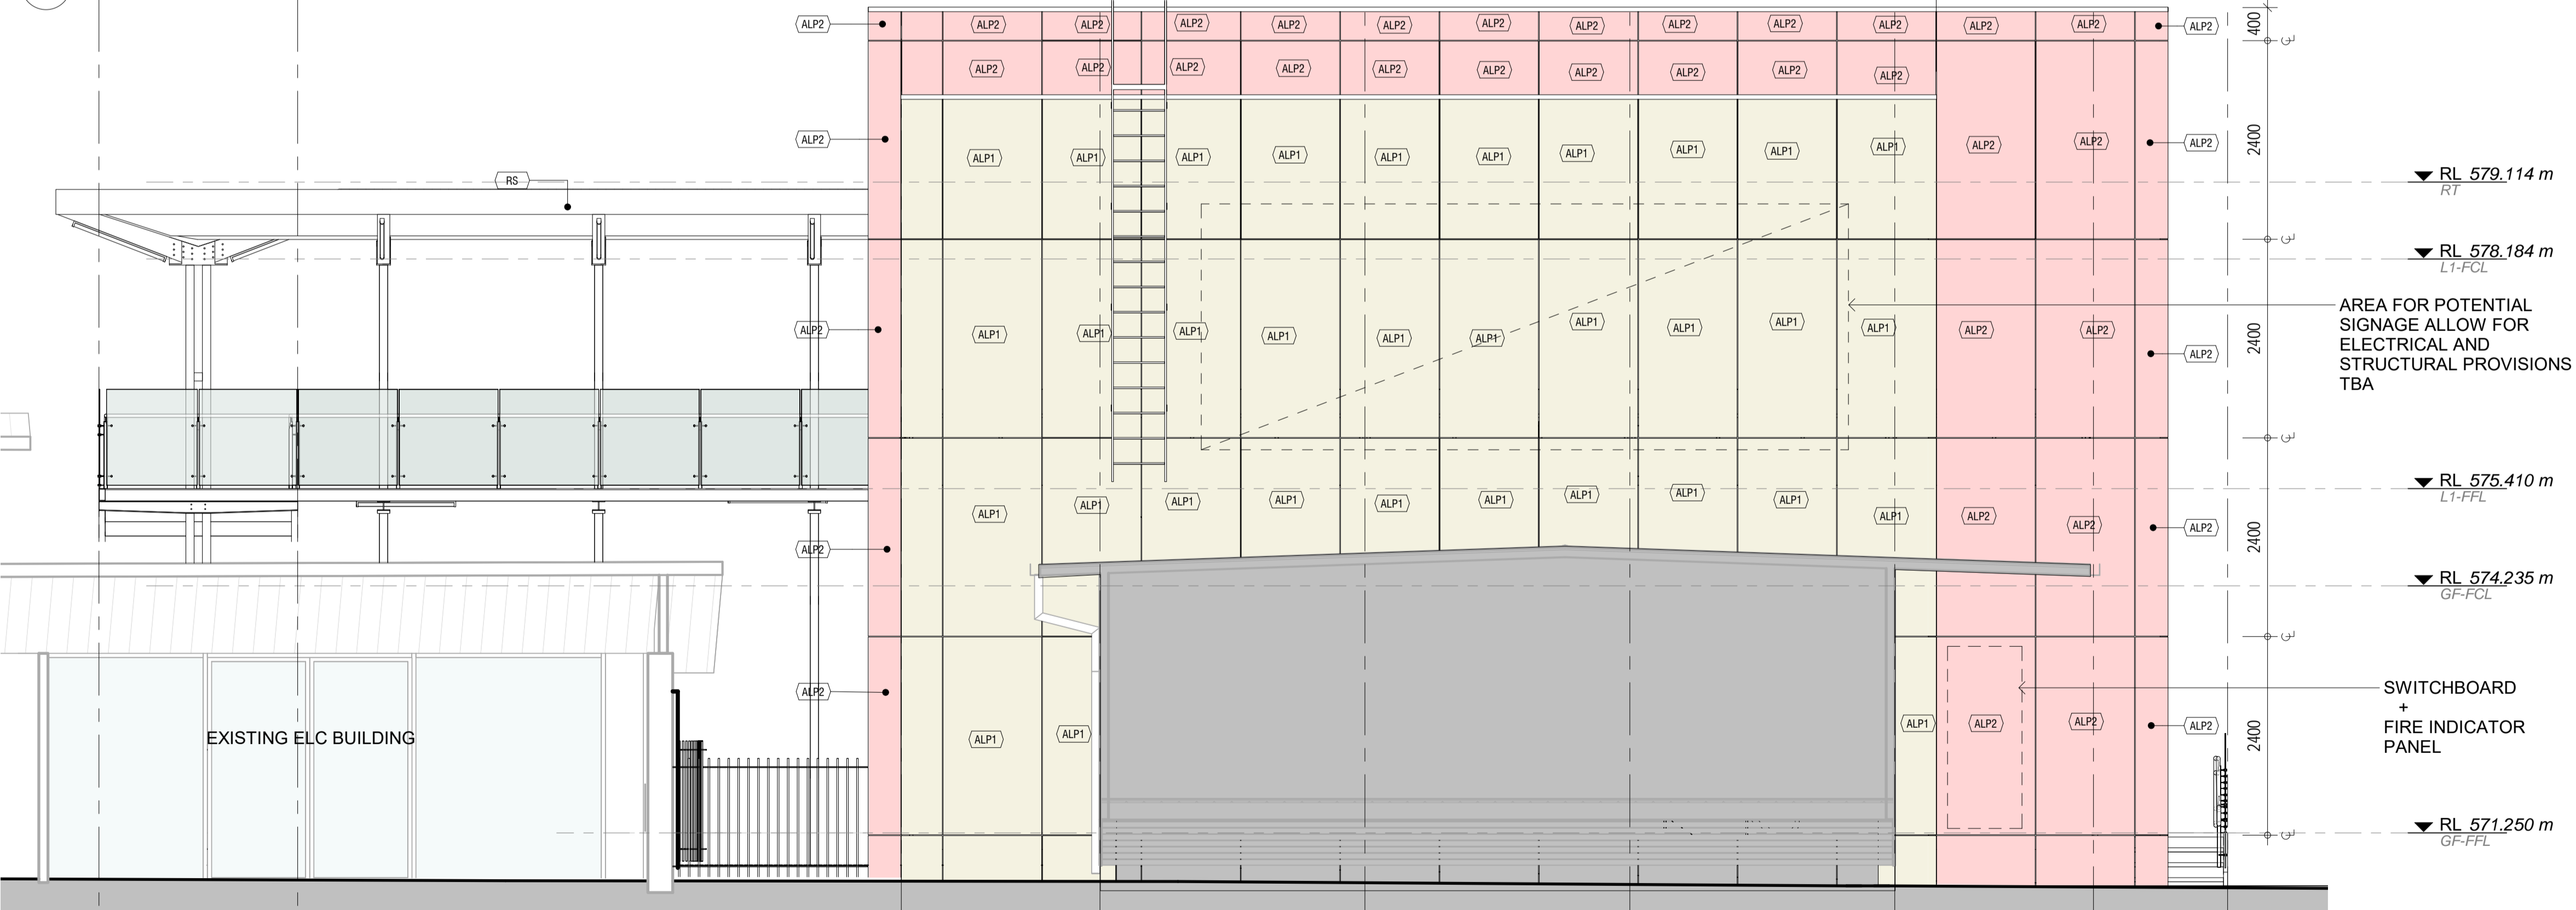 ALP2 ALP2 ALP2 ALP2 ALP2 ALP2 ALP2 ALP2 ALP2 ALP2 ALP2 ALP2 ALP2 ALP2 400
ALP2 ALP2 ALP2 ALP2 ALP2 ALP2 ALP2 ALP2 ALP2 ALP2
ALP2 ALP1 ALP1 ALP1 ALP1 ALP1 ALP1 ALP1 ALP1 ALP1 ALP1 ALP2 ALP2 ALP2 2400
RS
RL 579.114 m
RT
RL 578.184 m
L1-FCL
AREA FOR POTENTIAL
SIGNAGE ALLOW FOR
ELECTRICAL AND
STRUCTURAL PROVISIONS
TBA
ALP2 ALP1 ALP1 ALP1 ALP1 ALP1 ALP1 ALP1 ALP1 ALP1 ALP1 ALP2 ALP2 ALP2 2400
RL 575.410 m
L1-FFL
ALP2 ALP1 ALP1 ALP1 ALP1 ALP1 ALP1 ALP1 ALP1 ALP1 ALP1 ALP2 ALP2 ALP2 2400
RL 574.235 m
GF-FCL
SWITCHBOARD
+
FIRE INDICATOR
PANEL
ALP2 ALP1 ALP1 ALP1 ALP2 ALP2 ALP2 2400
EXISTING ELC BUILDING
RL 571.250 m
GF-FFL